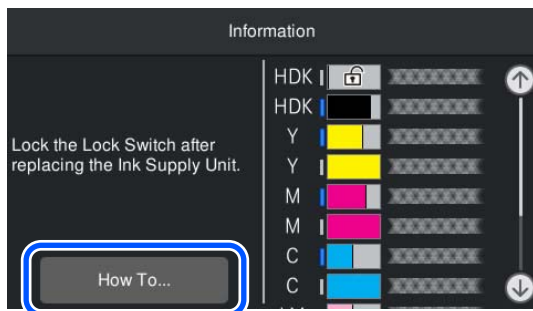 Information
Lock the Lock Switch after
replacing the Ink Supply Unit.
How To...
HDK
HDK
Y
Y
M
M
C
C